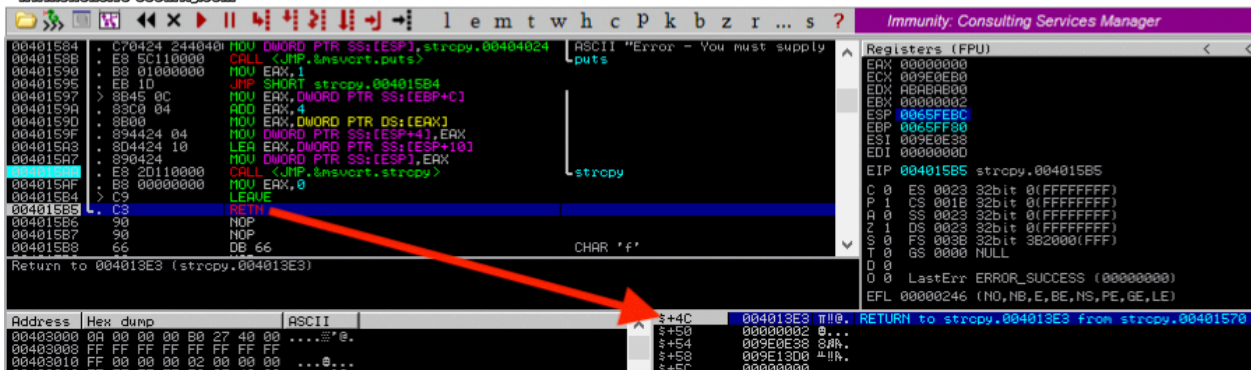 l e m t w h c P k b z r ... s ?
Immunity: Consulting Services Manager
00401584 . C70424 244040 MOV DWORD PTR SS:[ESP],strcpy.00404024 ASCII "Error - You must supply
0040158B . E8 5C110000 CALL <JMP.&msvcrt.puts> puts
00401590 . B8 01000000 MOV EAX,1
00401595 . EB 1D JMP SHORT strcpy.004015B4
00401597 > 8B45 0C MOV EAX,DWORD PTR SS:[EBP+C]
0040159A . 83C0 04 ADD EAX,4
0040159D . 8B00 MOV EAX,DWORD PTR DS:[EAX]
0040159F . 894424 04 MOV DWORD PTR SS:[ESP+4],EAX
004015A3 . 8D4424 10 LEA EAX,DWORD PTR SS:[ESP+10]
004015A7 . 890424 MOV DWORD PTR SS:[ESP],EAX
004015AA . E8 2D110000 CALL <JMP.&msvcrt.strcpy> strcpy
004015AF . B8 00000000 MOV EAX,0
004015B4 > C9 LEAVE
004015B5 . C3 RETN
004015B6 90 NOP
004015B7 90 NOP
004015B8 66 DB 66 CHAR 'f'
Return to 004013E3 (strcpy.004013E3)
Registers (FPU) < <
EAX 00000000
ECX 009E0EB0
EDX ABABAB00
EBX 00000002
ESP 0065FEBC
EBP 0065FF80
ESI 009E0E38
EDI 0000000D
EIP 004015B5 strcpy.004015B5
C 0 ES 0023 32bit 0(FFFFFFFF)
P 1 CS 001B 32bit 0(FFFFFFFF)
A 0 SS 0023 32bit 0(FFFFFFFF)
Z 1 DS 0023 32bit 0(FFFFFFFF)
S 0 FS 003B 32bit 3B2000(FFF)
T 0 GS 0000 NULL
D 0
O 0 LastErr ERROR_SUCCESS (00000000)
EFL 00000246 (NO,NB,E,BE,NS,PE,GE,LE)
Address Hex dump ASCII
00403000 0A 00 00 00 B0 27 40 00 ....░'@.
00403008 FF FF FF FF FF FF FF FF
00403010 FF 00 00 00 02 00 00 00 ...☻...
$+4C 004013E3 π‼@. RETURN to strcpy.004013E3 from strcpy.00401570
$+50 00000002 ☻...
$+54 009E0E38
$+58 009E13D0
$+5C 00000000